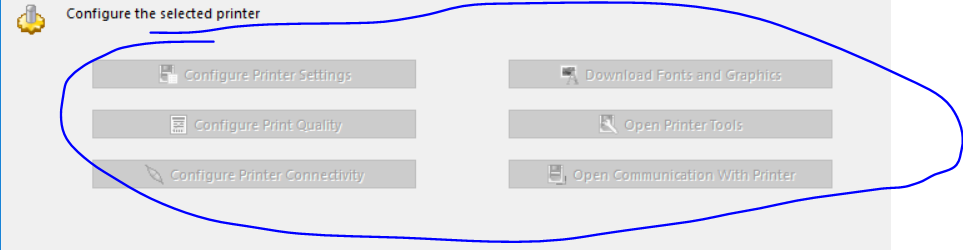 Configure the selected printer
Configure Printer Settings
Download Fonts and Graphics
Configure Print Quality
Open Printer Tools
Configure Printer Connectivity
Open Communication With Printer